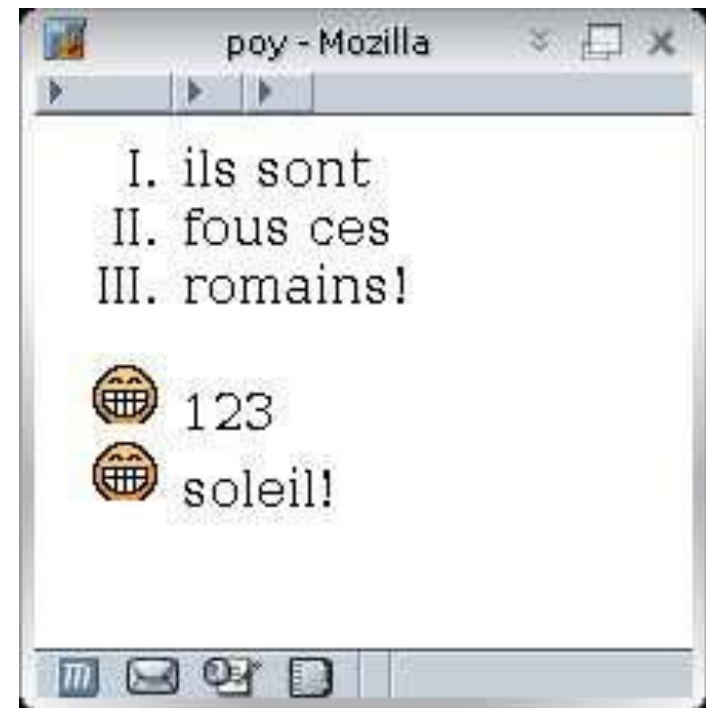 poy - Mozilla
I. ils sont
II. fous ces
III. romains!
123
soleil!